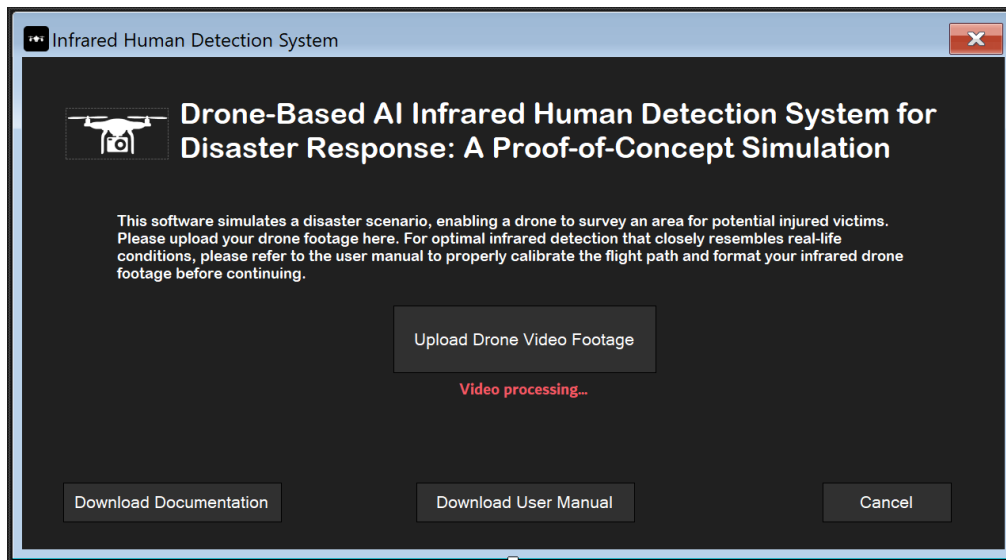 Infrared Human Detection System
Drone-Based AI Infrared Human Detection System for
Disaster Response: A Proof-of-Concept Simulation
This software simulates a disaster scenario, enabling a drone to survey an area for potential injured victims.
Please upload your drone footage here. For optimal infrared detection that closely resembles real-life
conditions, please refer to the user manual to properly calibrate the flight path and format your infrared drone
footage before continuing.
Upload Drone Video Footage
Video processing...
Download Documentation
Download User Manual
Cancel